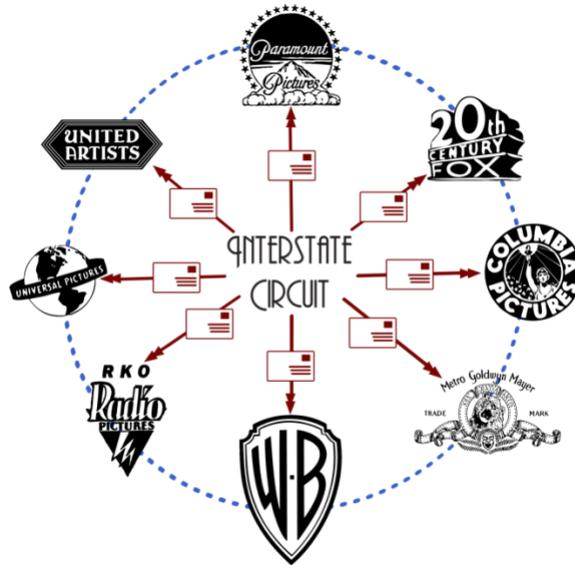 Paramount
Pictures
UNITED
ARTISTS
20th
CENTURY
FOX
INTERSTATE
CIRCUIT
UNIVERSAL PICTURES
COLUMBIA
PICTURES
RKO
Radio
PICTURES
Metro Goldwyn Mayer
TRADE
MARK
W·B